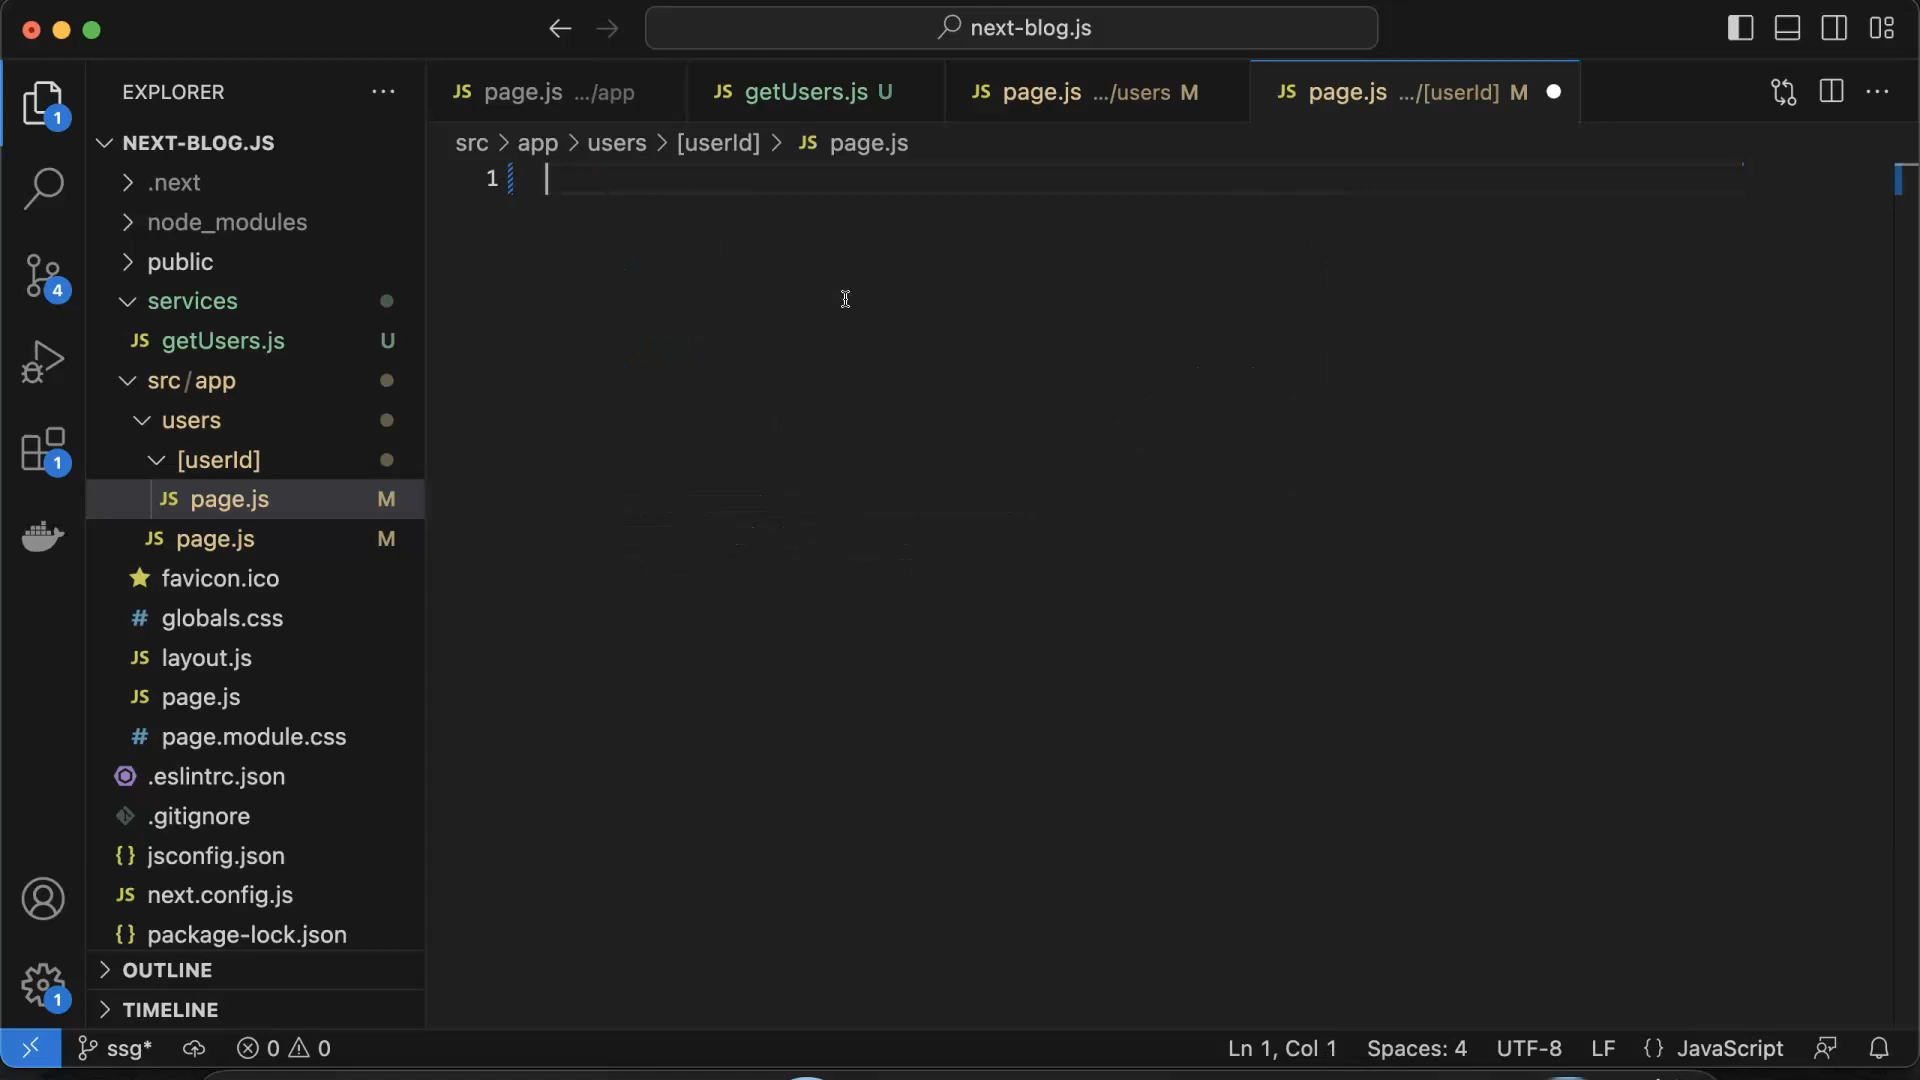 next-blog.js
EXPLORER
JS page.js .../app
JS getUsers.js U
JS page.js .../users M
JS page.js .../[userId] M
src > app > users > [userId] > JS page.js
1
NEXT-BLOG.JS
.next
node_modules
public
services
JS getUsers.js U
src/app
users
[userId]
JS page.js M
JS page.js M
favicon.ico
# globals.css
JS layout.js
JS page.js
# page.module.css
.eslintrc.json
.gitignore
{} jsconfig.json
JS next.config.js
{} package-lock.json
OUTLINE
TIMELINE
1
4
1
1
ssg* 0 0 Ln 1, Col 1 Spaces: 4 UTF-8 LF {} JavaScript